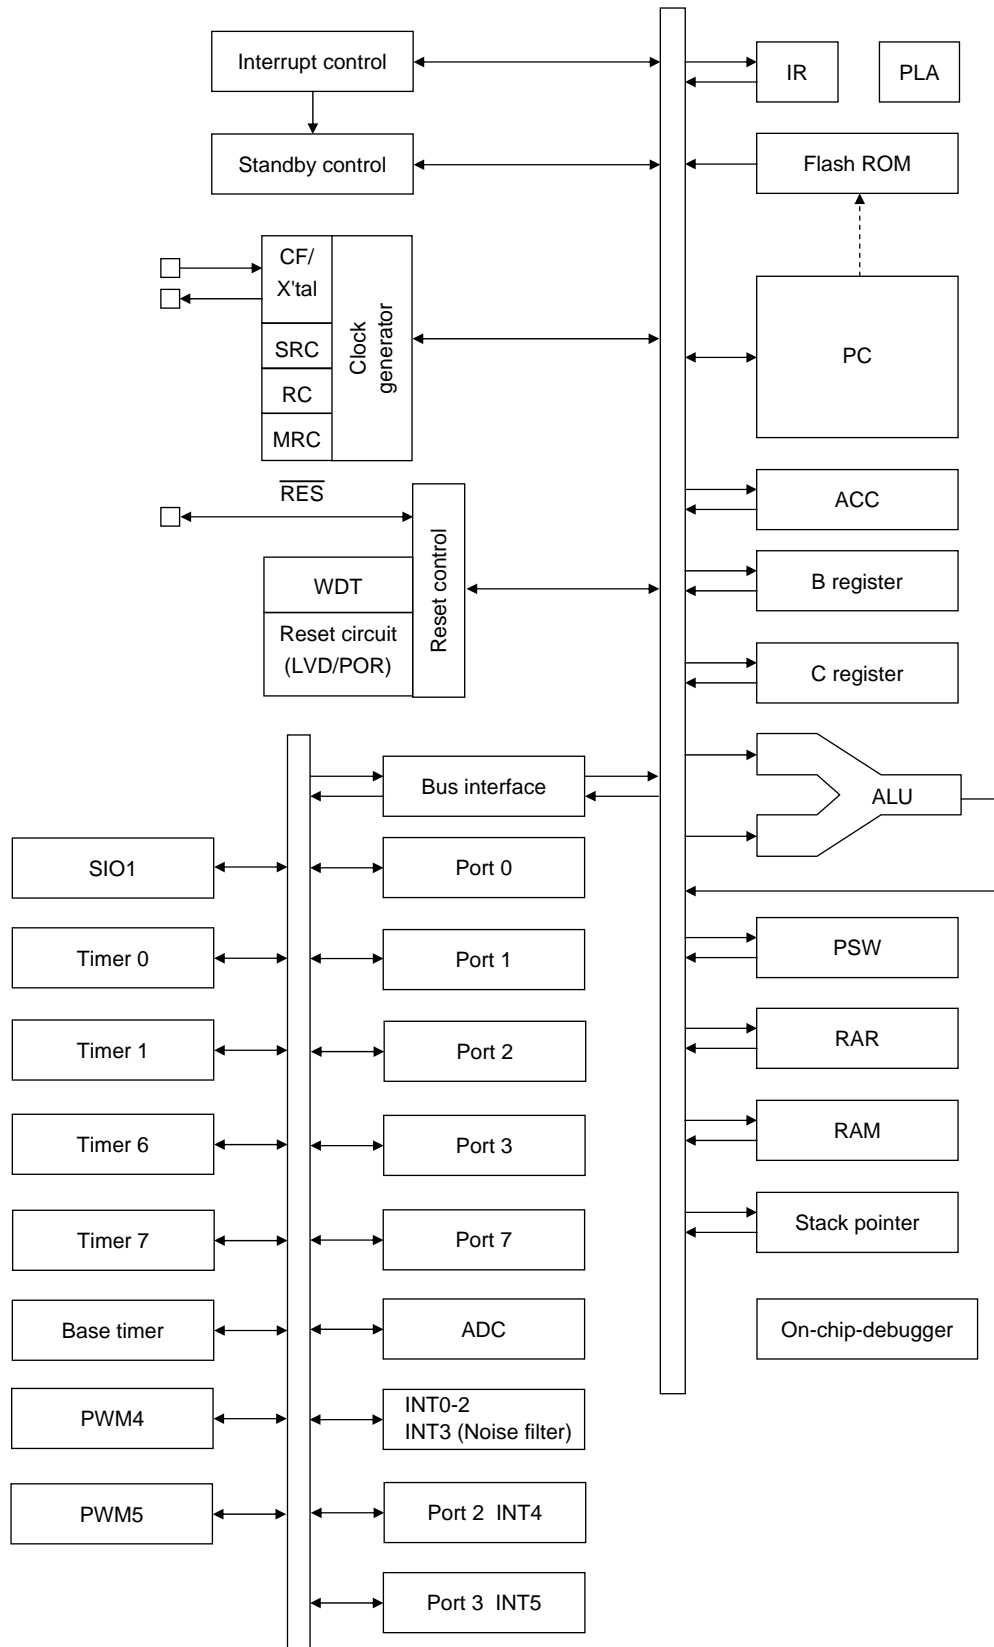 Interrupt control
IR
PLA
Standby control
Flash ROM
CF/
X'tal
SRC
RC
MRC
Clock
generator
PC
RES
ACC
WDT
Reset circuit
(LVD/POR)
Reset control
B register
C register
Bus interface
ALU
SIO1
Port 0
Timer 0
Port 1
PSW
Timer 1
Port 2
RAR
Timer 6
Port 3
RAM
Timer 7
Port 7
Stack pointer
Base timer
ADC
On-chip-debugger
PWM4
INT0-2
INT3 (Noise filter)
PWM5
Port 2 INT4
Port 3 INT5